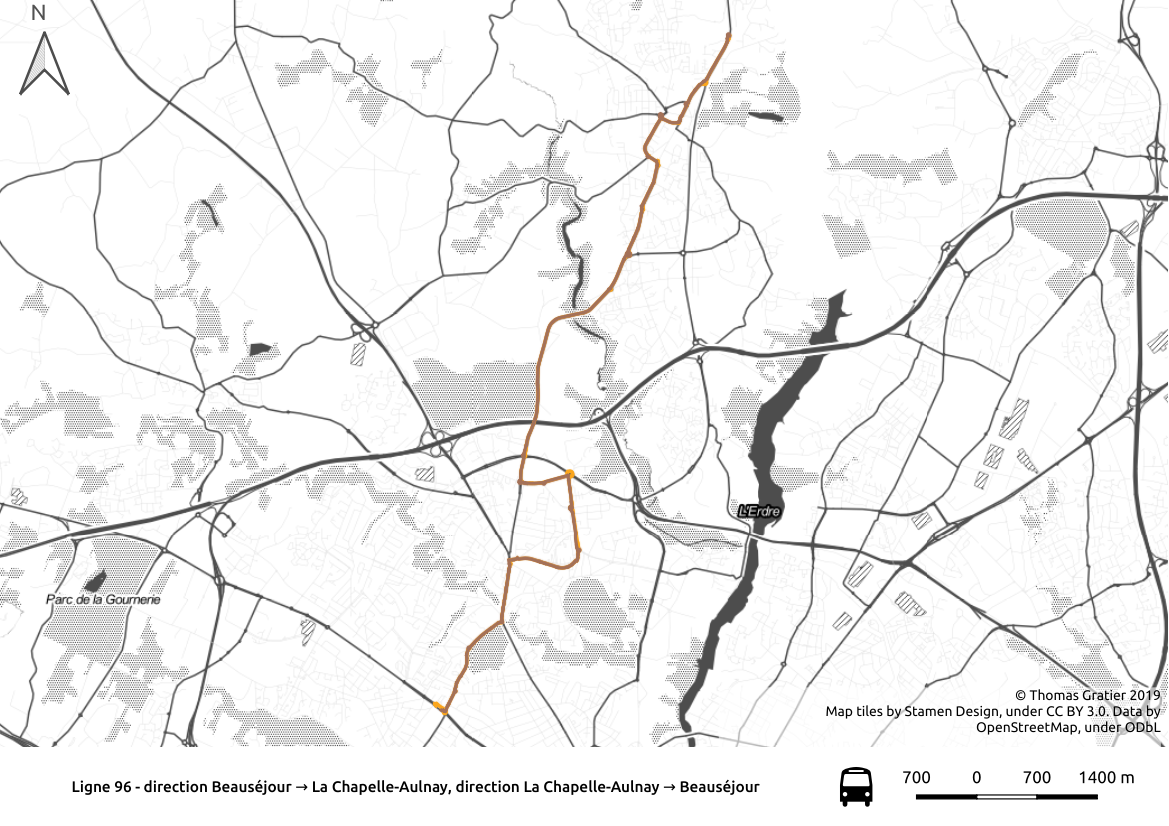 N
L'Erdre
Parc de la Gournerie
© Thomas Gratier 2019
Map tiles by Stamen Design, under CC BY 3.0. Data by
OpenStreetMap, under ODbL
Ligne 96 - direction Beauséjour → La Chapelle-Aulnay, direction La Chapelle-Aulnay → Beauséjour
700 0 700 1400 m